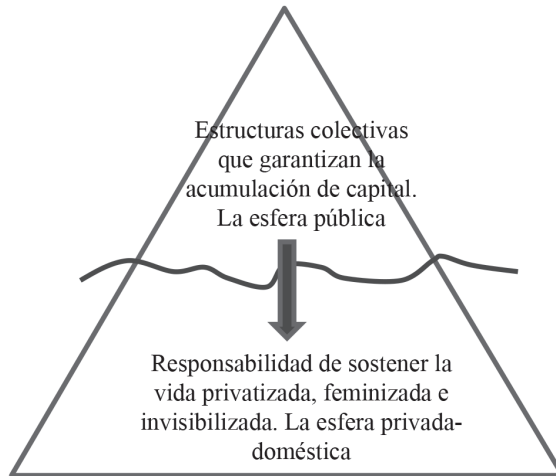 Estructuras colectivas
que garantizan la
acumulación de capital.
La esfera pública
Responsabilidad de sostener la
vida privatizada, feminizada e
invisibilizada. La esfera privada-
doméstica